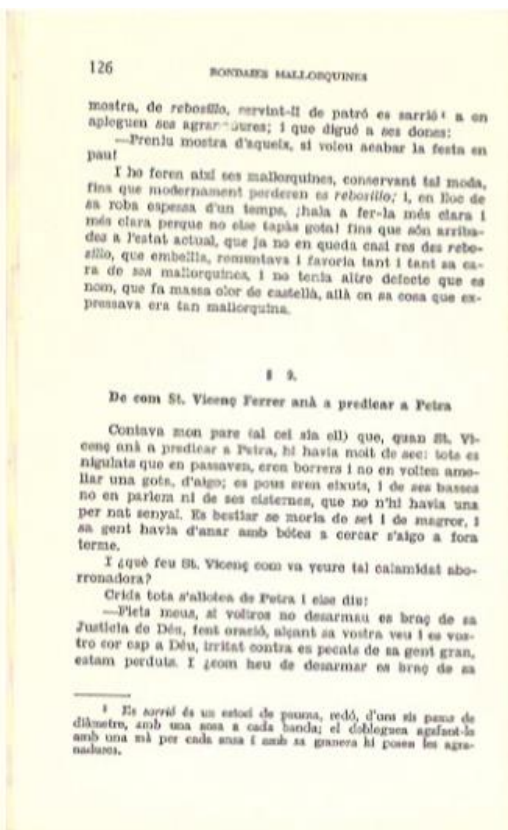 126
RONDAIES MALLORQUINES
mostra, de rebosillo, servint-li de patró es sarrió¹ a on
apleguen ses agranadures; i que digué a ses dones:
—Preniu mostra d'aqueix, si voleu acabar la festa en
pau!
I ho feren així ses mallorquines, conservant tal moda,
fins que modernament perderen es rebosillo; i, en lloc de
sa roba espessa d'un temps, ¡hala a fer-la més clara i
més clara perque no else tapàs gota! fins que són arriba-
des a l'estat actual, que ja no en queda casi res des rebo-
sillo, que embellia, remuntava i favoria tant i tant sa ca-
ra de ses mallorquines, i no tenia altre defecte que es
nom, que fa massa olor de castellà, allà on sa cosa que ex-
pressava era tan mallorquina.
§ 9.
De com St. Vicenç Ferrer anà a predicar a Petra
Contava mon pare (al cel sia ell) que, quan St. Vi-
cenç anà a predicar a Petra, hi havia molt de sec: tots es
nigulats que en passaven, eren borrers i no en volien amo-
llar una gota, d'aigo; es pous eren eixuts, i de ses basses
no en parlem ni de ses cisternes, que no n'hi havia una
per nat senyal. Es bestiar se moria de set i de magror, i
sa gent havia d'anar amb bótes a cercar s'aigo a fora
terme.
I ¿què feu St. Vicenç com va veure tal calamidat abo-
rronadora?
Crida tota s'allotea de Petra i else diu:
—Fiets meus, si voltros no desarmau es braç de sa
Justicia de Déu, fent oració, alçant sa vostra veu i es vos-
tro cor cap a Déu, irritat contra es pecats de sa gent gran,
estam perduts. I ¿com heu de desarmar es braç de sa
¹ Es sarrió és un estoci de pauma, redó, d'uns sis pams de
diàmetre, amb una ansa a cada banda; el dobleguen agafant-lo
amb una mà per cada ansa i amb sa granera hi posen les agra-
nadures.